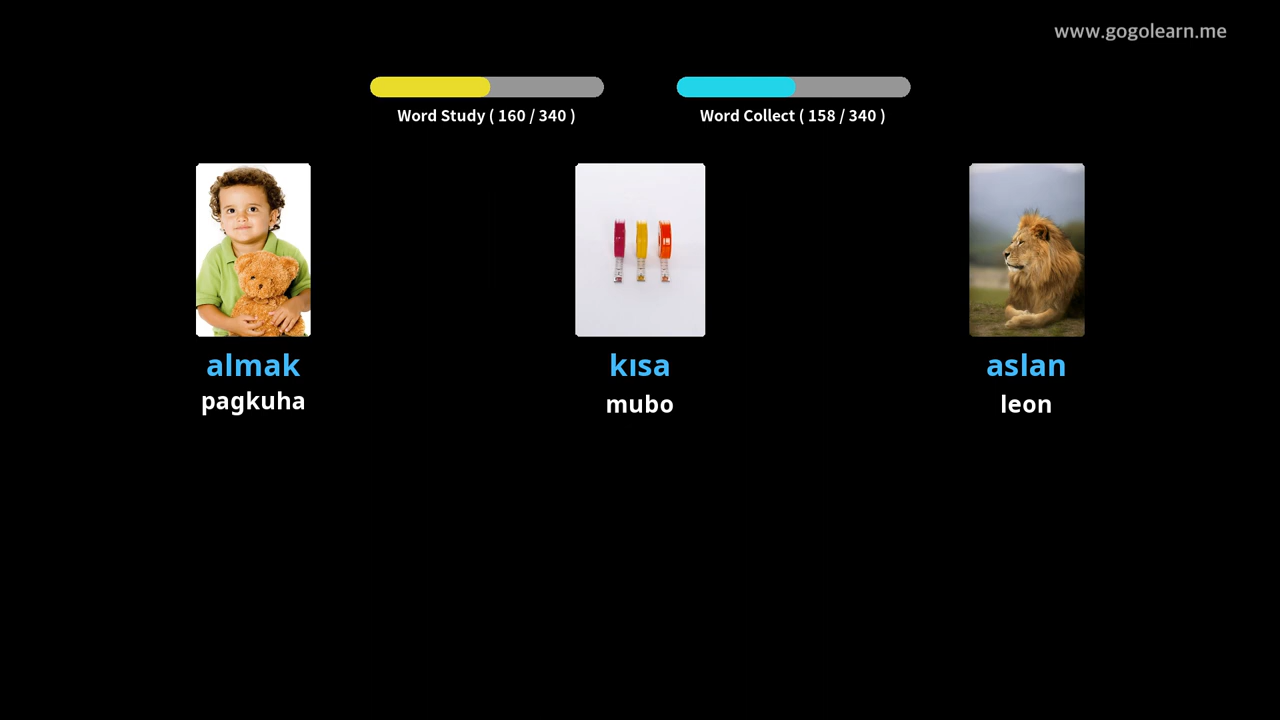 www.gogolearn.me
Word Study ( 160 / 340 )
Word Collect ( 158 / 340 )
almak
pagkuha
kısa
mubo
aslan
leon